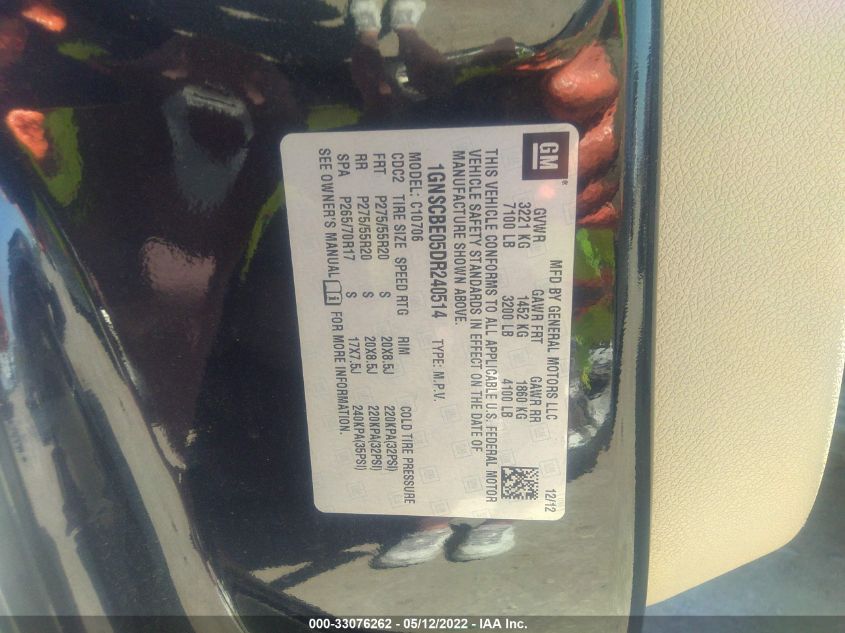 GM ®
MFD BY GENERAL MOTORS LLC 12/12
GVWR GAWR FRT GAWR RR
3221 KG 1452 KG 1860 KG
7100 LB 3200 LB 4100 LB
THIS VEHICLE CONFORMS TO ALL APPLICABLE U.S. FEDERAL MOTOR
VEHICLE SAFETY STANDARDS IN EFFECT ON THE DATE OF
MANUFACTURE SHOWN ABOVE.
1GNSCBE05DR240514 TYPE: M.P.V.
MODEL: C10706
CDC2 TIRE SIZE SPEED RTG RIM COLD TIRE PRESSURE
FRT P275/55R20 S 20X8.5J 220KPA(32PSI)
RR P275/55R20 S 20X8.5J 220KPA(32PSI)
SPA P265/70R17 S 17X7.5J 240KPA(35PSI)
SEE OWNER'S MANUAL i FOR MORE INFORMATION.
000-33076262 - 05/12/2022 - IAA Inc.